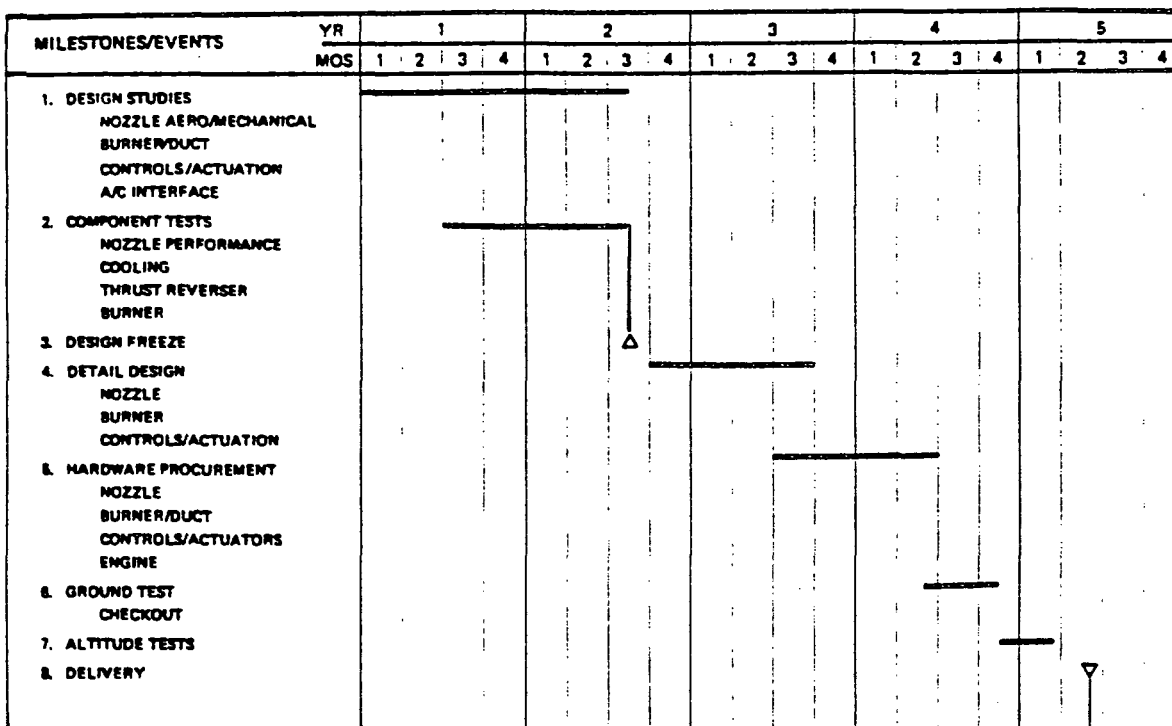 MILESTONES/EVENTS YR 1 2 3 4 5
MOS 1 2 3 4 1 2 3 4 1 2 3 4 1 2 3 4 1 2 3 4
1. DESIGN STUDIES
NOZZLE AERO/MECHANICAL
BURNER/DUCT
CONTROLS/ACTUATION
A/C INTERFACE
2. COMPONENT TESTS
NOZZLE PERFORMANCE
COOLING
THRUST REVERSER
BURNER
3. DESIGN FREEZE
4. DETAIL DESIGN
NOZZLE
BURNER
CONTROLS/ACTUATION
5. HARDWARE PROCUREMENT
NOZZLE
BURNER/DUCT
CONTROLS/ACTUATORS
ENGINE
6. GROUND TEST
CHECKOUT
7. ALTITUDE TESTS
8. DELIVERY